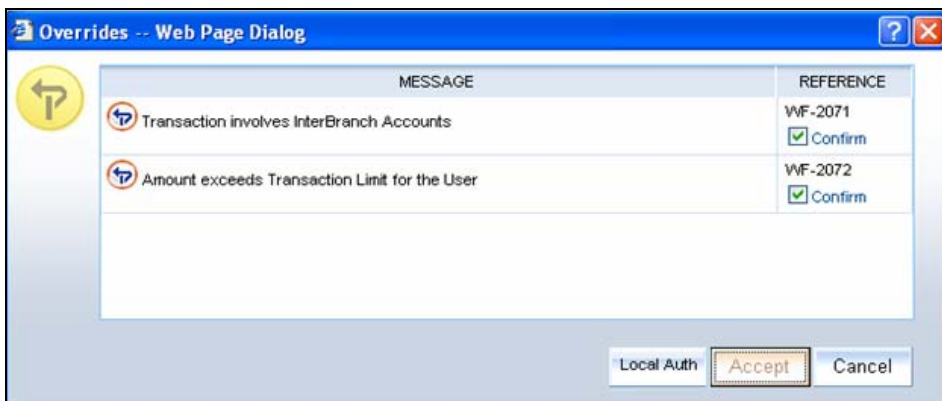 Overrides -- Web Page Dialog
MESSAGE REFERENCE
Transaction involves InterBranch Accounts WF-2071
Confirm
Amount exceeds Transaction Limit for the User WF-2072
Confirm
Local Auth Accept Cancel